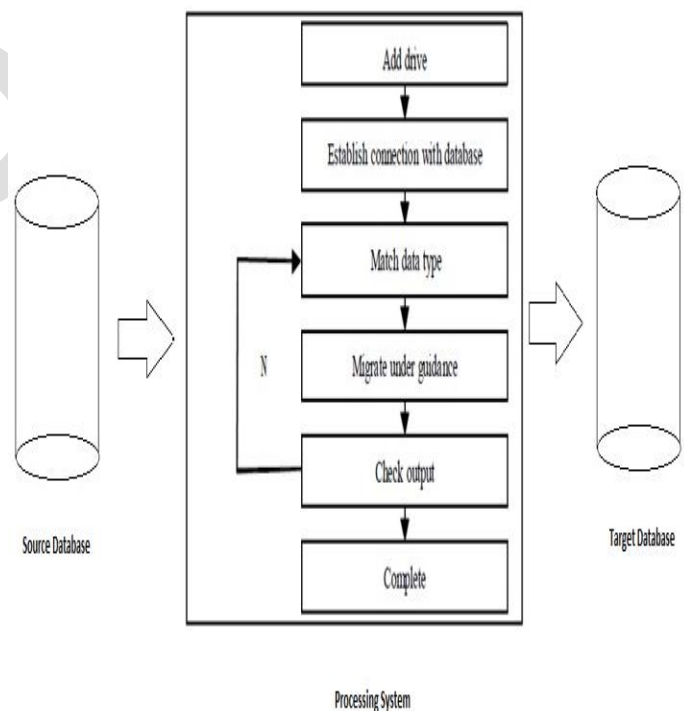 Add drive
Establish connection with database
Match data type
N
Migrate under guidance
Check output
Complete
Source Database
Target Database
Processing System